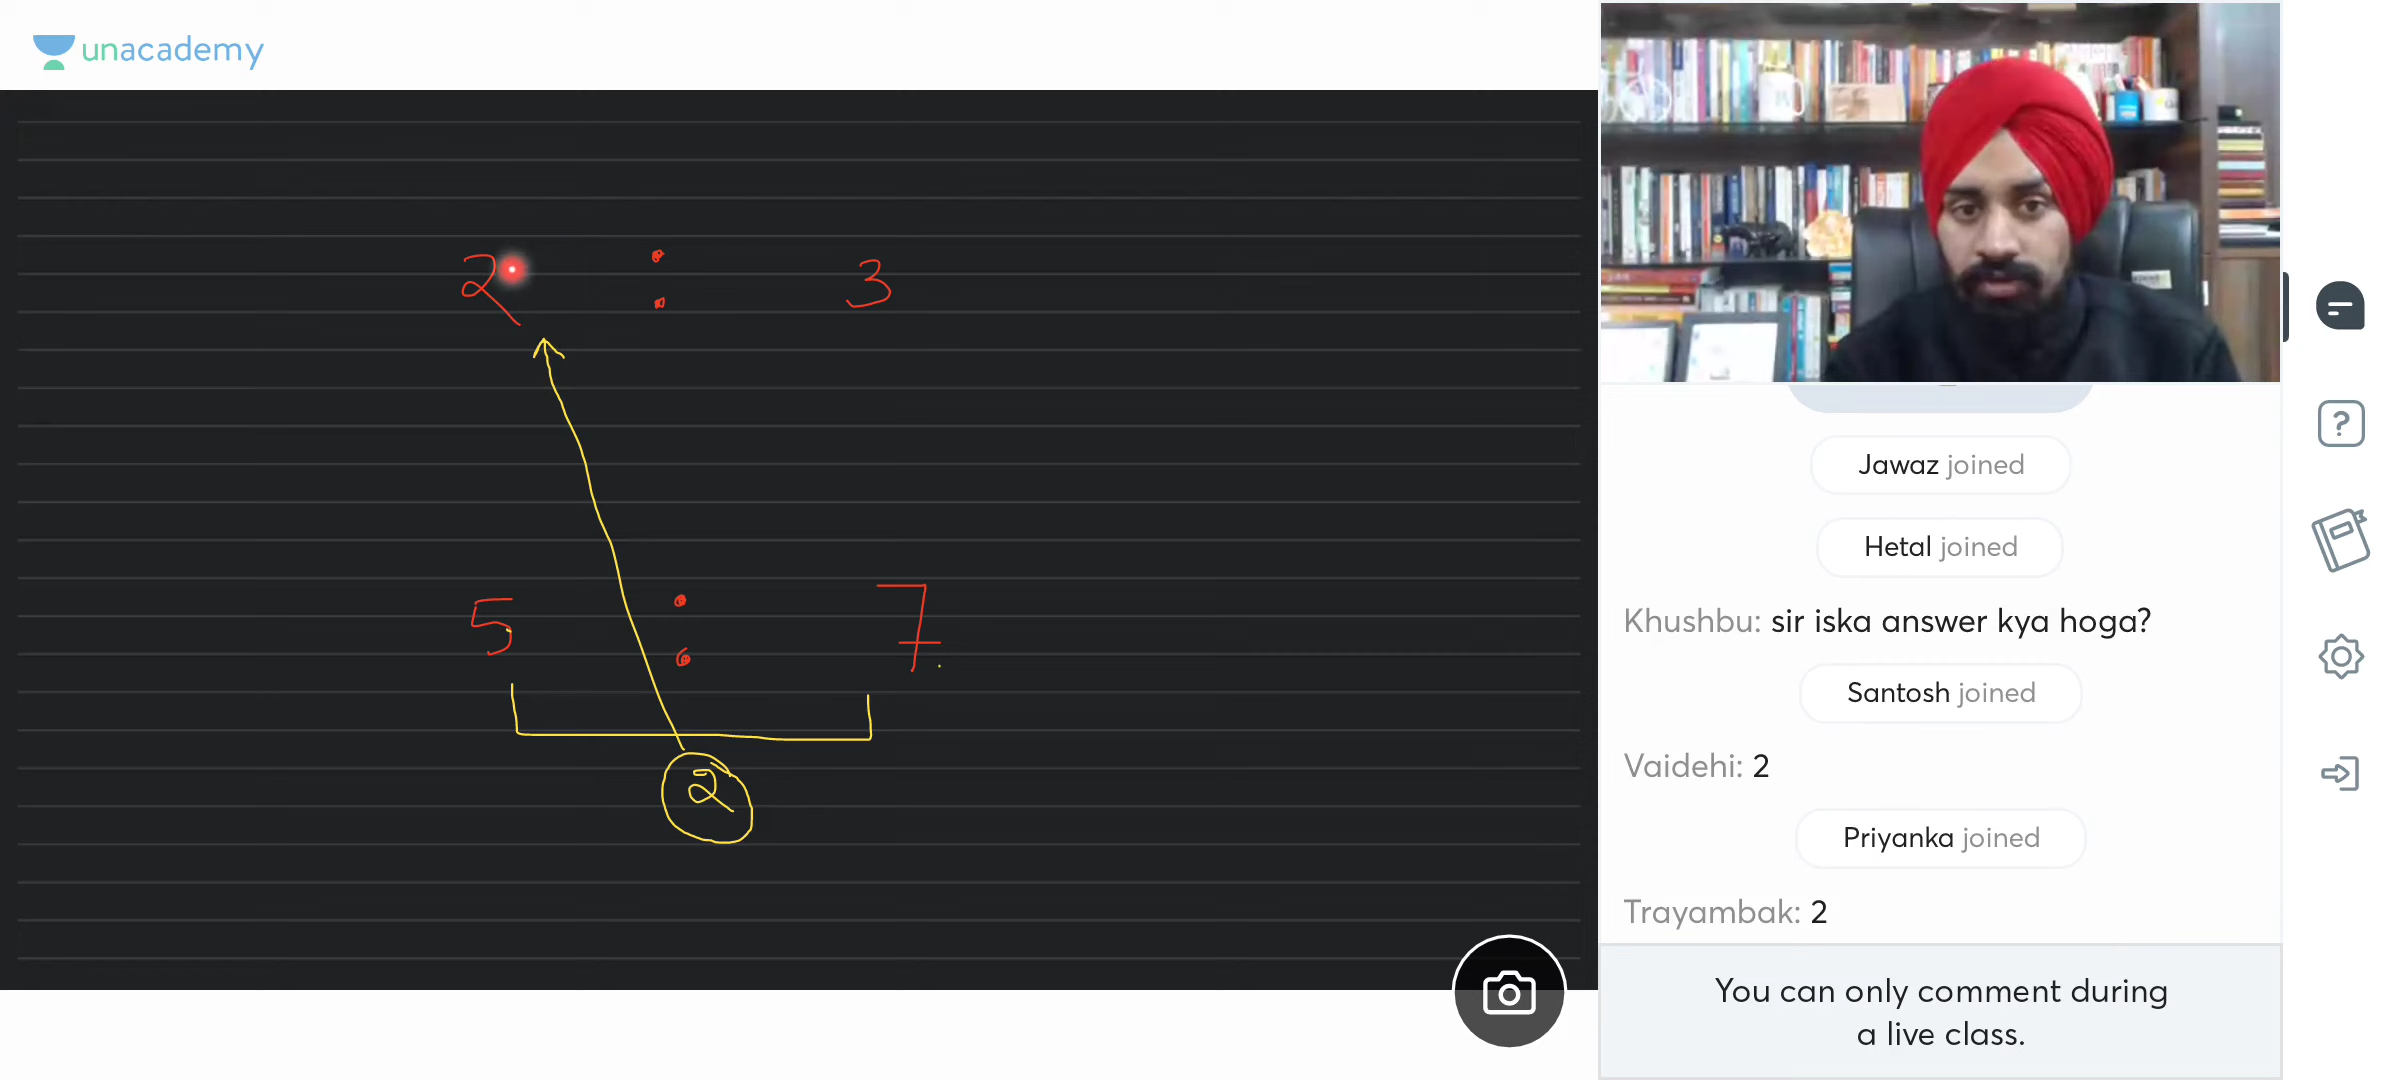 unacademy
2 : 3
5 : 7
2
Jawaz joined
Hetal joined
Khushbu: sir iska answer kya hoga?
Santosh joined
Vaidehi: 2
Priyanka joined
Trayambak: 2
You can only comment during
a live class.
?